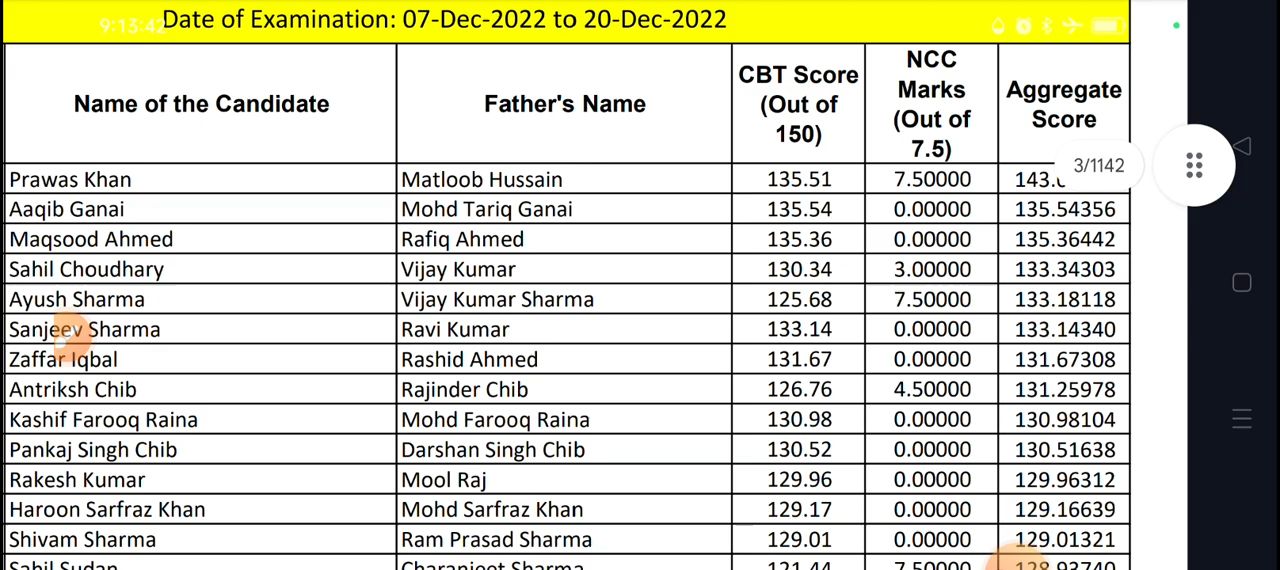 9:13:42
Date of Examination: 07-Dec-2022 to 20-Dec-2022
Name of the Candidate Father's Name CBT Score (Out of 150) NCC Marks (Out of 7.5) Aggregate Score
3/1142
Prawas Khan Matloob Hussain 135.51 7.50000
Aaqib Ganai Mohd Tariq Ganai 135.54 0.00000 135.54356
Maqsood Ahmed Rafiq Ahmed 135.36 0.00000 135.36442
Sahil Choudhary Vijay Kumar 130.34 3.00000 133.34303
Ayush Sharma Vijay Kumar Sharma 125.68 7.50000 133.18118
Sanjeev Sharma Ravi Kumar 133.14 0.00000 133.14340
Zaffar Iqbal Rashid Ahmed 131.67 0.00000 131.67308
Antriksh Chib Rajinder Chib 126.76 4.50000 131.25978
Kashif Farooq Raina Mohd Farooq Raina 130.98 0.00000 130.98104
Pankaj Singh Chib Darshan Singh Chib 130.52 0.00000 130.51638
Rakesh Kumar Mool Raj 129.96 0.00000 129.96312
Haroon Sarfraz Khan Mohd Sarfraz Khan 129.17 0.00000 129.16639
Shivam Sharma Ram Prasad Sharma 129.01 0.00000 129.01321
Sahil Sudan Charanjeet Sharma 121.44 7.50000 128.93740